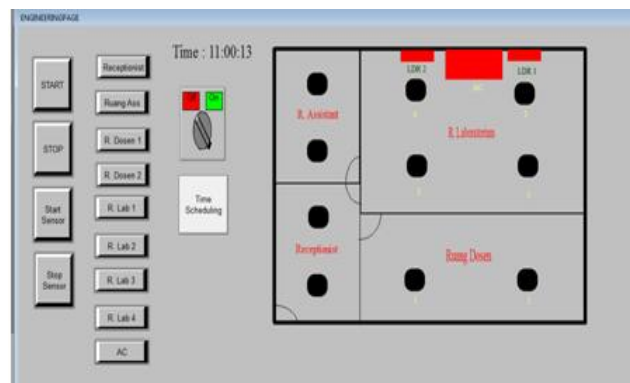 ENGINEERINGPAGE
Time : 11:00:13
START
STOP
Start
Sensor
Stop
Sensor
Receptionist
Ruang Ass
R. Dosen 1
R. Dosen 2
R. Lab 1
R. Lab 2
R. Lab 3
R. Lab 4
AC
On
Time
Scheduling
LDR 2
AC
LDR 1
R. Assistant
R. Laboratorium
Receptionist
Ruang Dosen